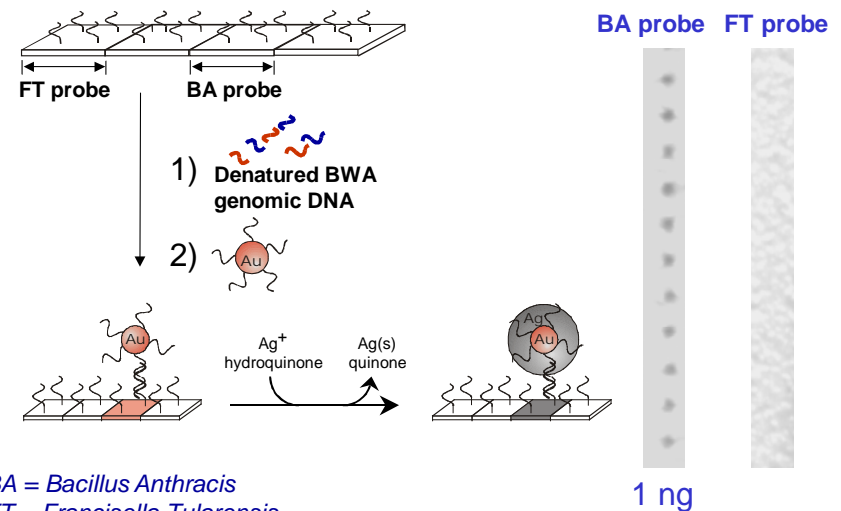 BA probe FT probe
FT probe BA probe
1) Denatured BWA
genomic DNA
2)
Au
Au
Ag+ Ag(s)
hydroquinone quinone
Ag
Au
BA = Bacillus Anthracis
1 ng